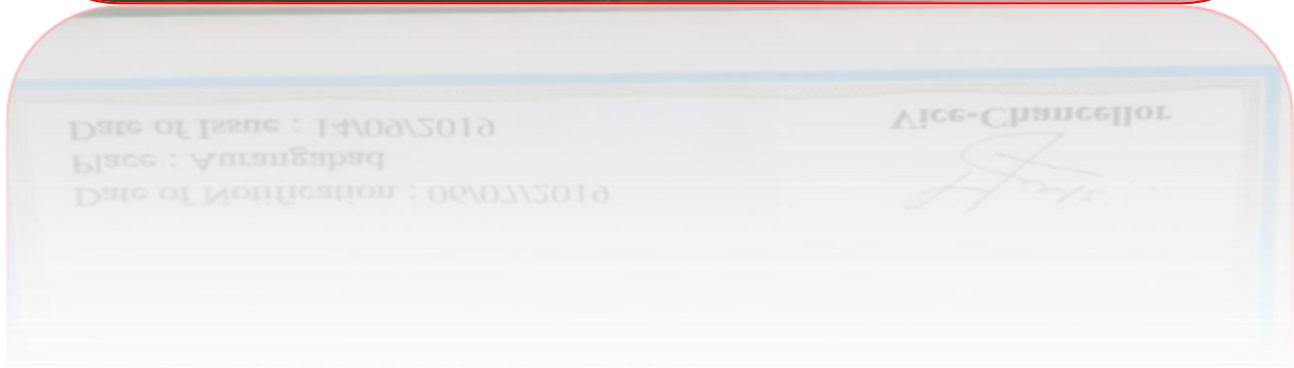 Date of Notification : 06/07/2019
Place : Aurangabad
Date of Issue : 14/09/2019
Vice-Chancellor